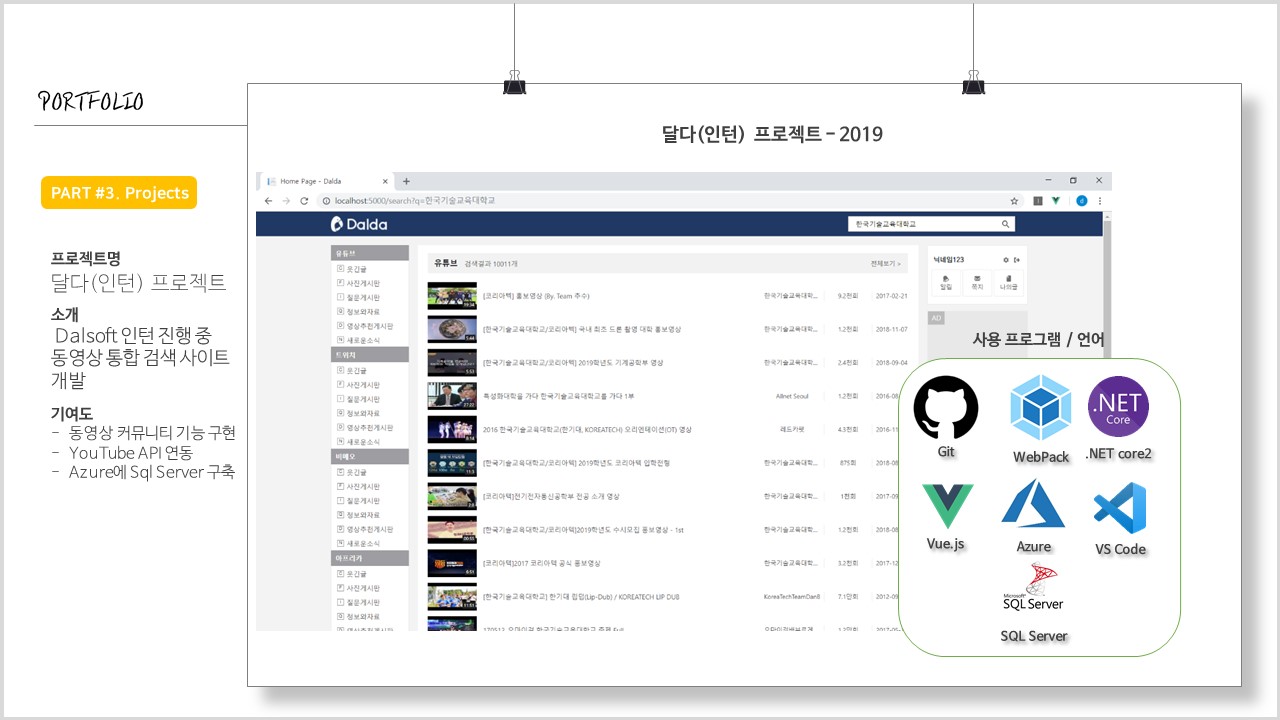 PORTFOLIO
PART #3. Projects
프로젝트명
달다(인턴) 프로젝트
소개
Dalsoft 인턴 진행 중
동영상 통합 검색 사이트
개발
기여도
- 동영상 커뮤니티 기능 구현
- YouTube API 연동
- Azure에 Sql Server 구축
달다(인턴) 프로젝트 – 2019
Home Page - Dalda
localhost:5000/search?q=한국기술교육대학교
Dalda
한국기술교육대학교
유튜브
웃긴글
사진게시판
질문게시판
정보와자료
영상추천게시판
새로운소식
트위치
웃긴글
사진게시판
질문게시판
정보와자료
영상추천게시판
새로운소식
비메오
웃긴글
사진게시판
질문게시판
정보와자료
영상추천게시판
새로운소식
아프리카
웃긴글
사진게시판
질문게시판
정보와자료
영상추천게시판
유튜브 검색결과 10011개 전체보기 »
[코리아텍] 홍보영상 (By. Team 추수) 한국기술교육대학... 9.2천회 2017-02-21
[한국기술교육대학교/코리아텍] 국내 최초 드론 촬영 대학 홍보영상 한국기술교육대학... 1.2천회 2018-11-07
[한국기술교육대학교/코리아텍] 2019학년도 기계공학부 영상 한국기술교육대학... 2.4천회 2018-09-04
특성화대학을 가다 한국기술교육대학교를 가다 1부 Allnet Seoul 1.2천회 2016-08
2016 한국기술교육대학교(한기대, KOREATECH) 오리엔테이션(OT) 영상 레드카펫 4.3천회 2016-11
[한국기술교육대학교/코리아텍] 2019학년도 코리아텍 입학전형 한국기술교육대학... 875회 2018-08
[코리아텍]전기전자통신공학부 전공 소개 영상 한국기술교육대학... 1천회 2017-09
[한국기술교육대학교/코리아텍]2019학년도 수시모집 홍보영상 - 1st 한국기술교육대학... 1.2천회 2018-08
[코리아텍]2017 코리아텍 공식 홍보영상 한국기술교육대학... 3.2천회 2017-12
[한국기술교육대학교] 한기대 립덥(Lip-Dub) / KOREATECH LIP DUB KoreaTechTeamDanB 7.1만회 2012-09
닉네임123
알림 쪽지 나의글
AD
사용 프로그램 / 언어
Git
WebPack
.NET
Core
.NET core2
Vue.js
Azure
VS Code
Microsoft
SQL Server
SQL Server